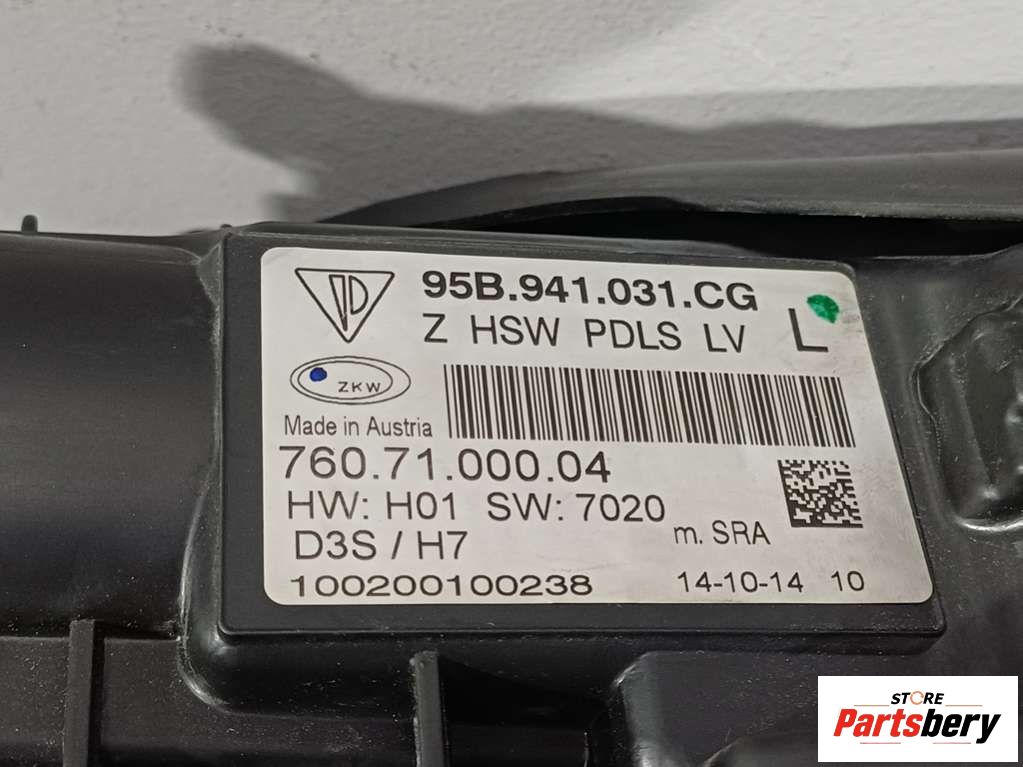 95B.941.031.CG
Z HSW PDLS LV L
ZKW
Made in Austria
760.71.000.04
HW: H01 SW: 7020
m. SRA
D3S / H7
100200100238 14-10-14 10
STORE
Partsbery